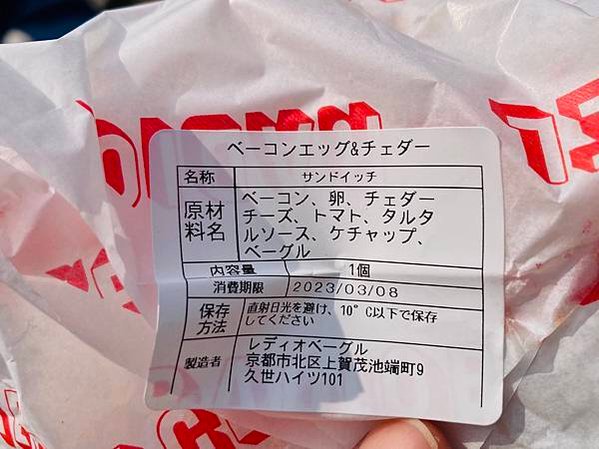 ベーコンエッグ&チェダー
名称 サンドイッチ
原材料名 ベーコン、卵、チェダー
チーズ、トマト、タルタ
ルソース、ケチャップ、
ベーグル
内容量 1個
消費期限 2023/03/08
保存方法 直射日光を避け、10°C以下で保存
してください
製造者 レディオベーグル
京都市北区上賀茂池端町9
久世ハイツ101